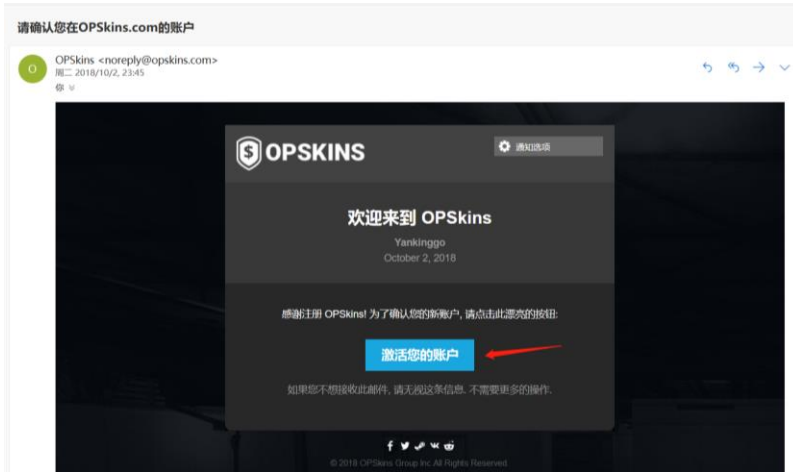 请确认您在OPSkins.com的账户
O
OPSkins <noreply@opskins.com>
周二 2018/10/2, 23:45
你
OPSKINS
通知选项
欢迎来到 OPSkins
Yankinggo
October 2, 2018
感谢注册 OPSkins! 为了确认您的新账户, 请点击此漂亮的按钮:
激活您的账户
如果您不想接收此邮件, 请无视这条信息. 不需要更多的操作.
© 2018 OPSkins Group Inc. All Rights Reserved.